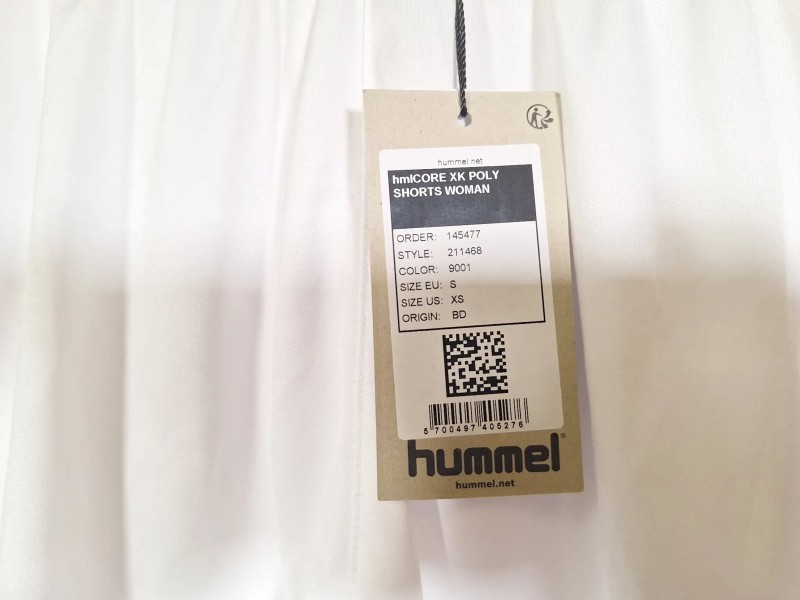 hummel.net
hmlCORE XK POLY
SHORTS WOMAN
ORDER: 145477
STYLE: 211468
COLOR: 9001
SIZE EU: S
SIZE US: XS
ORIGIN: BD
5 700497 405276
hummel®
hummel.net